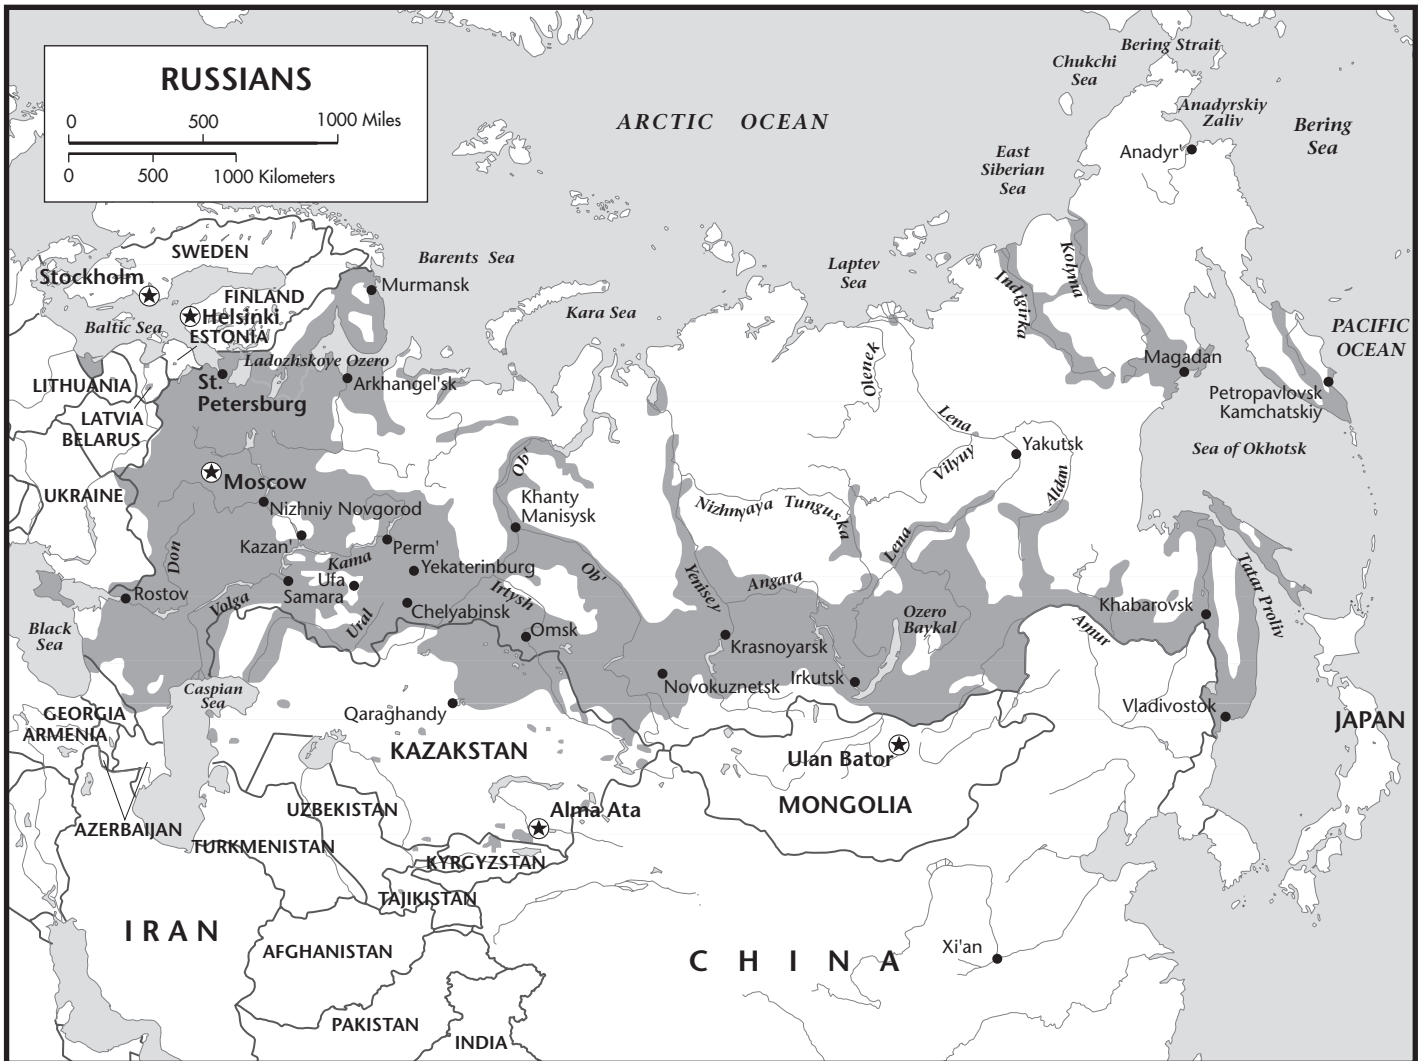 RUSSIANS
0 500 1000 Miles
0 500 1000 Kilometers
ARCTIC OCEAN
Bering Strait
Chukchi
Sea
Anadyrskiy
Zaliv
Bering
Sea
Anadyr'
East
Siberian
Sea
SWEDEN
Stockholm
FINLAND
Helsinki
Baltic Sea
ESTONIA
Barents Sea
Murmansk
Kara Sea
Laptev
Sea
Indigirka
Kolyma
PACIFIC
OCEAN
Ladozhskoye Ozero
LITHUANIA
St.
Petersburg
Arkhangel'sk
Olenek
Magadan
Petropavlovsk
Kamchatskiy
LATVIA
BELARUS
Lena
Yakutsk
Sea of Okhotsk
Moscow
Ob'
Vilyuy
Aldan
UKRAINE
Nizhniy Novgorod
Khanty
Manisysk
Nizhnyaya Tunguska
Kazan'
Perm'
Lena
Don
Kama
Yekaterinburg
Ob'
Yenisey
Angara
Tatar Proliv
Rostov
Volga
Ufa
Samara
Ural
Chelyabinsk
Irtysh
Omsk
Ozero
Baykal
Khabarovsk
Amur
Black
Sea
Krasnoyarsk
Irkutsk
Novokuznetsk
Caspian
Sea
Qaraghandy
Vladivostok
GEORGIA
ARMENIA
KAZAKSTAN
Ulan Bator
JAPAN
MONGOLIA
AZERBAIJAN
UZBEKISTAN
Alma Ata
TURKMENISTAN
KYRGYZSTAN
TAJIKISTAN
IRAN
AFGHANISTAN
CHINA
Xi'an
PAKISTAN
INDIA